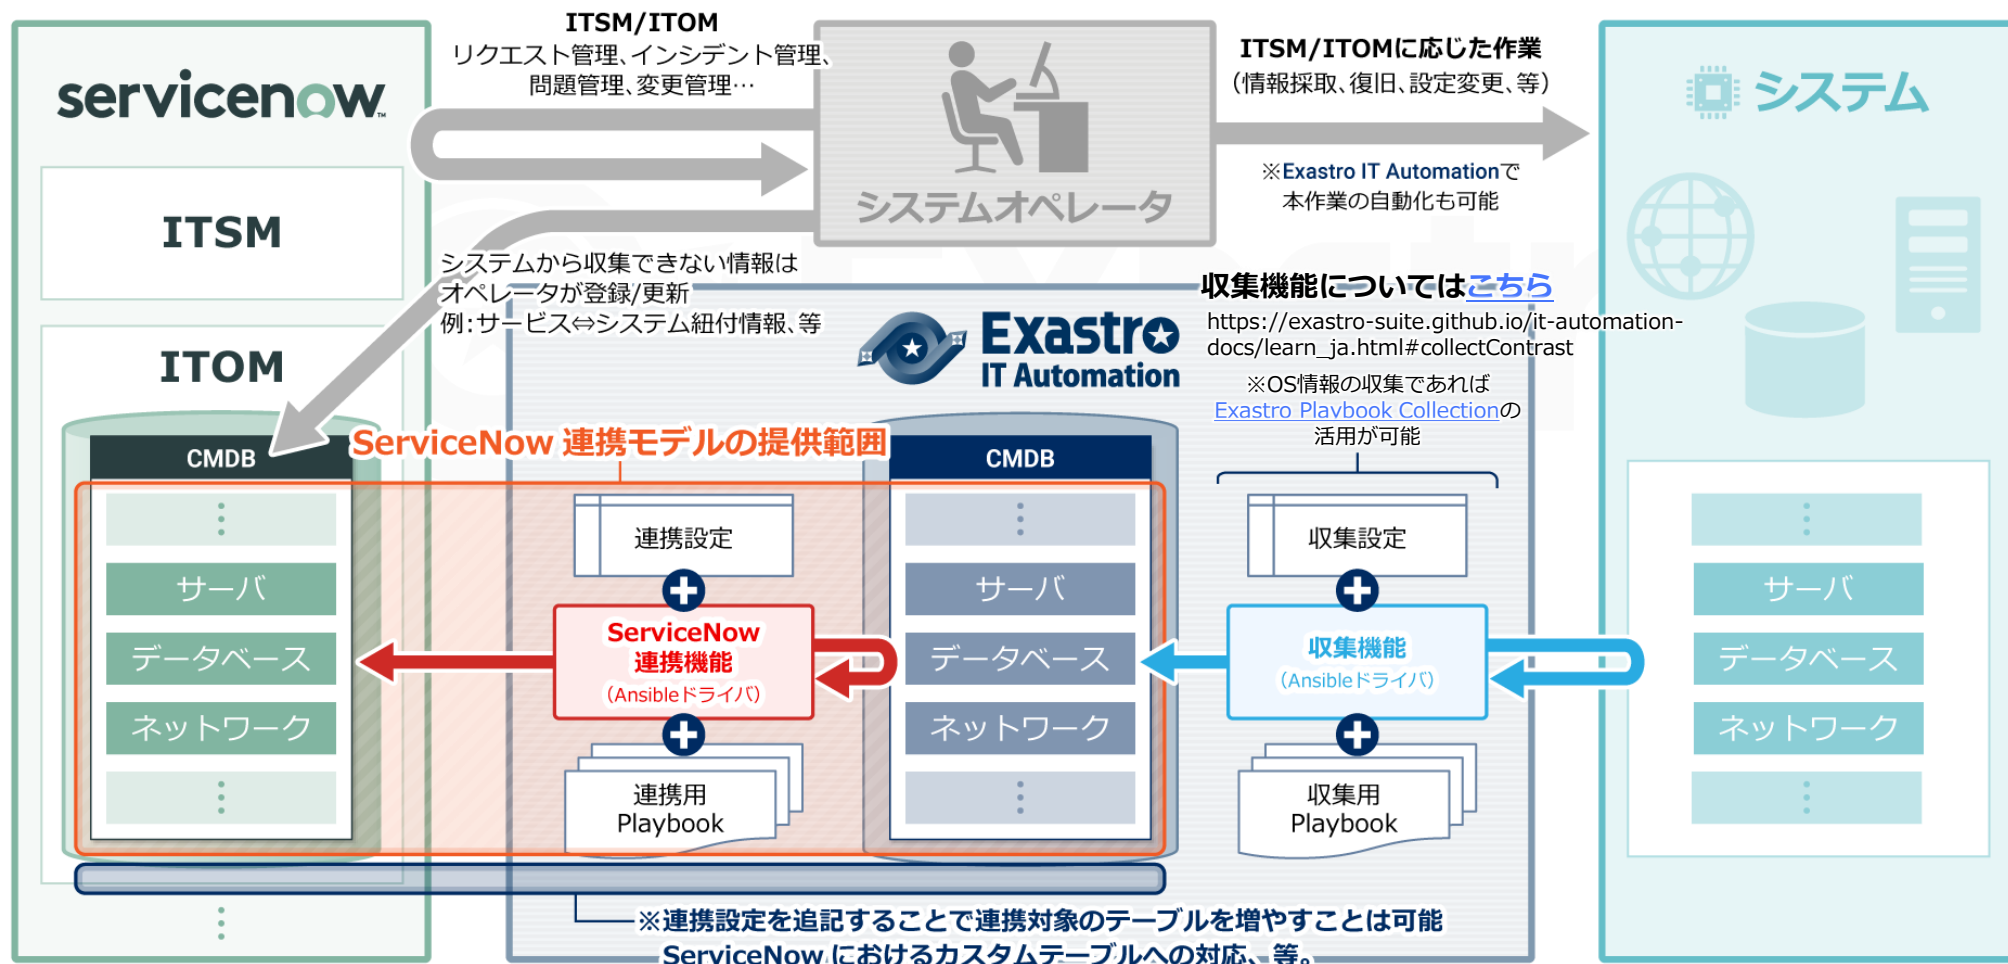 servicenow™
ITSM
ITOM
CMDB
サーバ
データベース
ネットワーク
ITSM/ITOM
リクエスト管理、インシデント管理、
問題管理、変更管理…
システムオペレータ
ITSM/ITOMに応じた作業
（情報採取、復旧、設定変更、等）
※Exastro IT Automationで
本作業の自動化も可能
システム
システムから収集できない情報は
オペレータが登録/更新
例：サービス⇔システム紐付情報、等
Exastro
IT Automation
収集機能についてはこちら
https://exastro-suite.github.io/it-automation-
docs/learn_ja.html#collectContrast
※OS情報の収集であれば
Exastro Playbook Collectionの
活用が可能
ServiceNow 連携モデルの提供範囲
連携設定
ServiceNow
連携機能
（Ansibleドライバ）
連携用
Playbook
CMDB
サーバ
データベース
ネットワーク
収集設定
収集機能
（Ansibleドライバ）
収集用
Playbook
サーバ
データベース
ネットワーク
※連携設定を追記することで連携対象のテーブルを増やすことは可能
ServiceNow におけるカスタムテーブルへの対応、等。